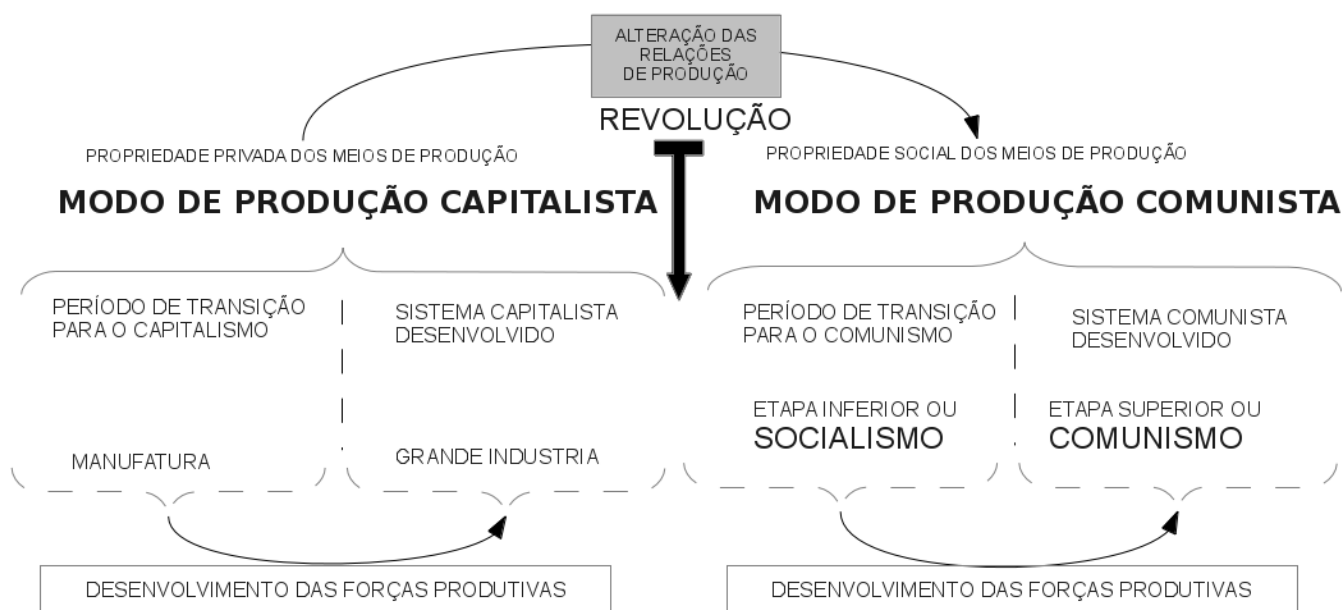 ALTERAÇÃO DAS
RELAÇÕES
DE PRODUÇÃO
REVOLUÇÃO
PROPRIEDADE PRIVADA DOS MEIOS DE PRODUÇÃO
MODO DE PRODUÇÃO CAPITALISTA
PERÍODO DE TRANSIÇÃO
PARA O CAPITALISMO
MANUFATURA
SISTEMA CAPITALISTA
DESENVOLVIDO
GRANDE INDUSTRIA
DESENVOLVIMENTO DAS FORÇAS PRODUTIVAS
PROPRIEDADE SOCIAL DOS MEIOS DE PRODUÇÃO
MODO DE PRODUÇÃO COMUNISTA
PERÍODO DE TRANSIÇÃO
PARA O COMUNISMO
ETAPA INFERIOR OU
SOCIALISMO
SISTEMA COMUNISTA
DESENVOLVIDO
ETAPA SUPERIOR OU
COMUNISMO
DESENVOLVIMENTO DAS FORÇAS PRODUTIVAS